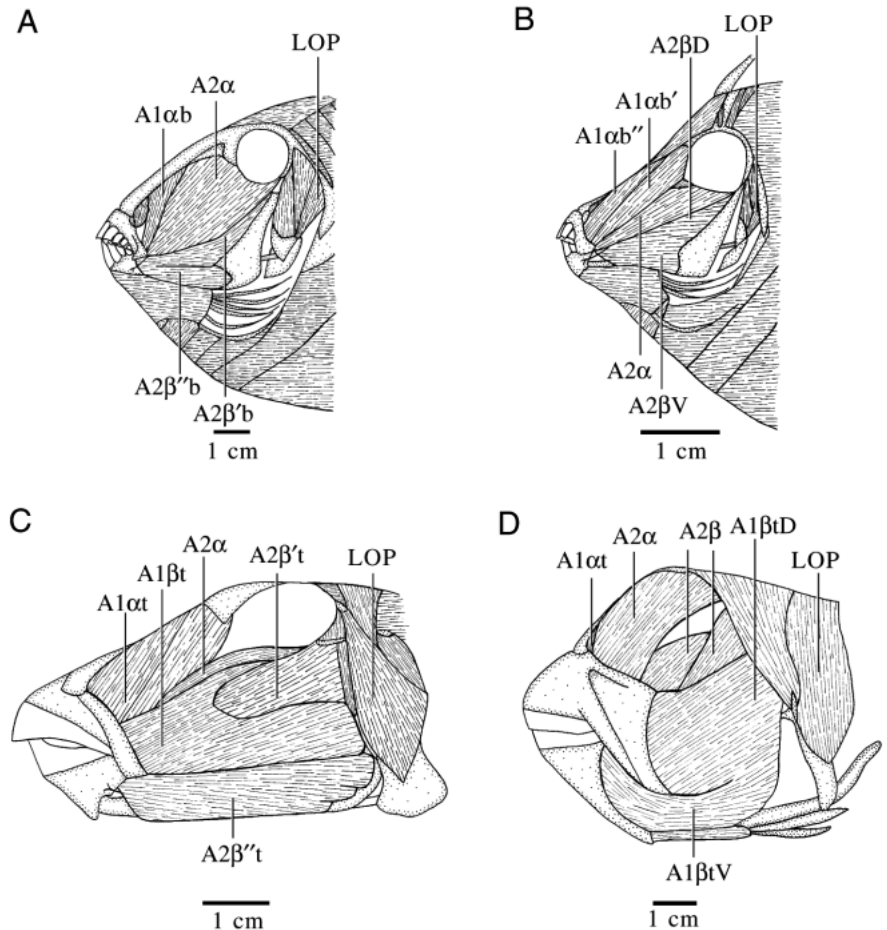 A
LOP
A2α
A1αb
A2β″b
A2β′b
1 cm
B
LOP
A2βD
A1αb′
A1αb″
A2α
A2βV
1 cm
C
A2β′t
LOP
A2α
A1βt
A1αt
A2β″t
1 cm
D
A2α
A2β
A1βtD
A1αt
LOP
A1βtV
1 cm